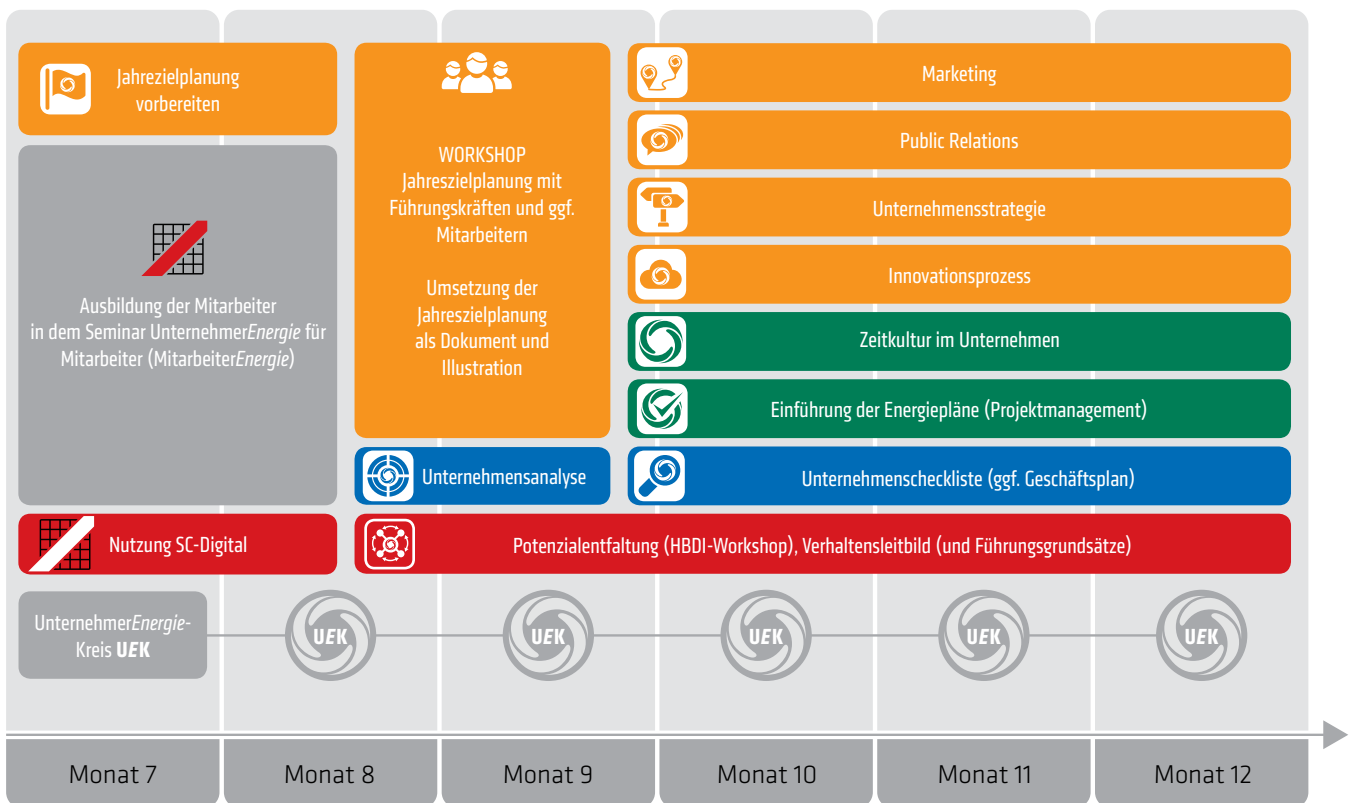 Jahrezielplanung
vorbereiten
WORKSHOP
Jahreszielplanung mit
Führungskräften und ggf.
Mitarbeitern
Umsetzung der
Jahreszielplanung
als Dokument und
Illustration
Marketing
Public Relations
Unternehmensstrategie
Innovationsprozess
Zeitkultur im Unternehmen
Einführung der Energiepläne (Projektmanagement)
Ausbildung der Mitarbeiter
in dem Seminar UnternehmerEnergie für
Mitarbeiter (MitarbeiterEnergie)
Unternehmensanalyse
Unternehmenscheckliste (ggf. Geschäftsplan)
Nutzung SC-Digital
Potenzialentfaltung (HBDI-Workshop), Verhaltensleitbild (und Führungsgrundsätze)
UnternehmerEnergie-
Kreis UEK
UEK
UEK
UEK
UEK
UEK
Monat 7
Monat 8
Monat 9
Monat 10
Monat 11
Monat 12